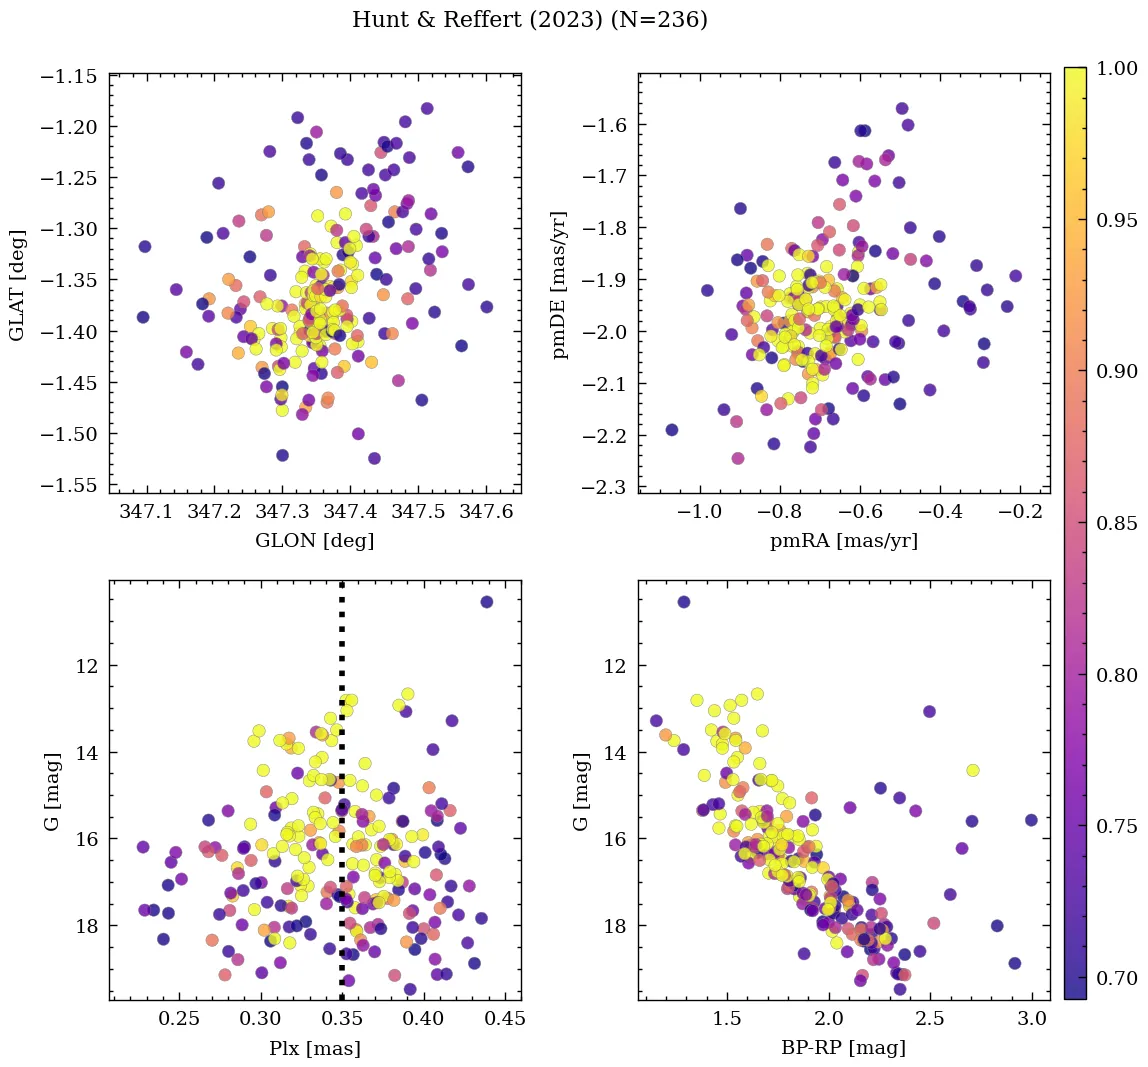 Hunt & Reffert (2023) (N=236)
−1.15
−1.20
−1.25
−1.30
−1.35
−1.40
−1.45
−1.50
−1.55
GLAT [deg]
347.1 347.2 347.3 347.4 347.5 347.6
GLON [deg]
−1.6
−1.7
−1.8
−1.9
−2.0
−2.1
−2.2
−2.3
pmDE [mas/yr]
−1.0 −0.8 −0.6 −0.4 −0.2
pmRA [mas/yr]
12
14
16
18
G [mag]
0.25 0.30 0.35 0.40 0.45
Plx [mas]
12
14
16
18
G [mag]
1.5 2.0 2.5 3.0
BP-RP [mag]
1.00
0.95
0.90
0.85
0.80
0.75
0.70